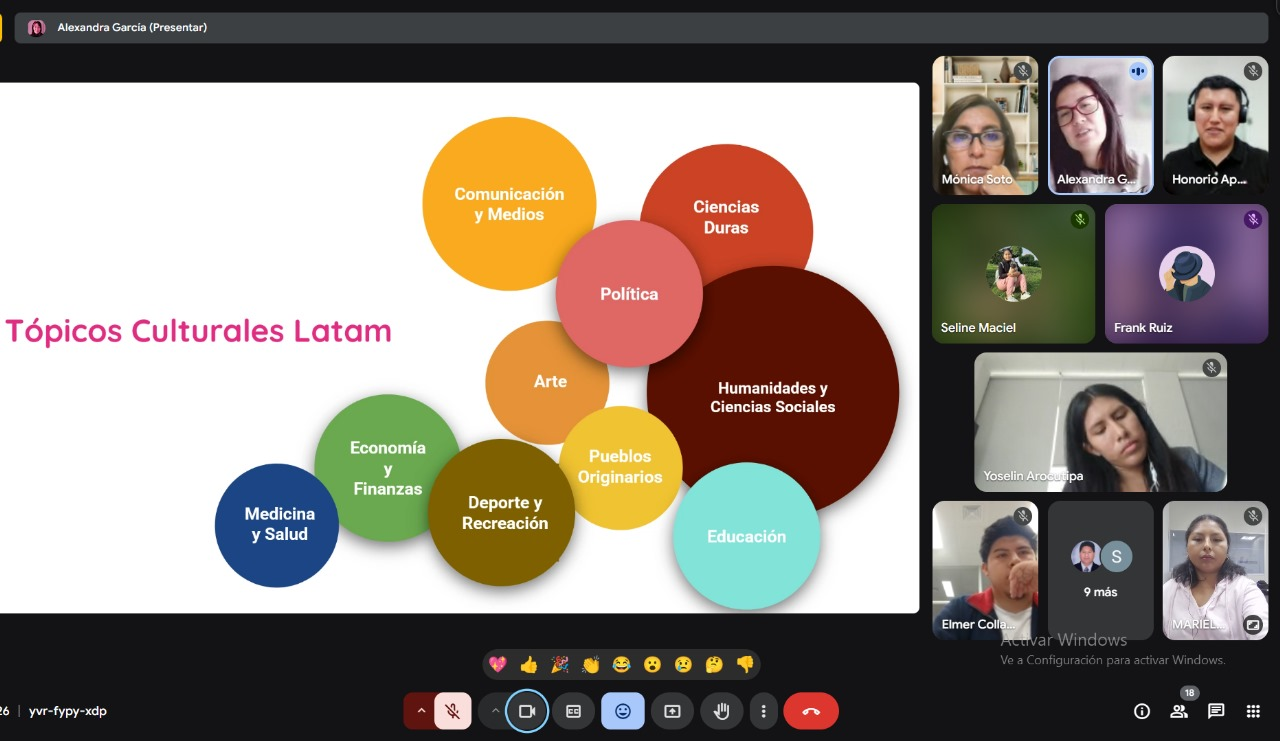 Alexandra García (Presentar)
Tópicos Culturales Latam
Comunicación
y Medios
Ciencias
Duras
Política
Arte
Humanidades y
Ciencias Sociales
Economía
y
Finanzas
Pueblos
Originarios
Deporte y
Recreación
Medicina
y Salud
Educación
Mónica Soto
Alexandra G...
Honorio Ap...
Seline Maciel
Frank Ruiz
Yoselin Arocutipa
Elmer Colla...
S
9 más
MARIEL...
Activar Windows
Ve a Configuración para activar Windows.
26 | yvr-fypy-xdp
18